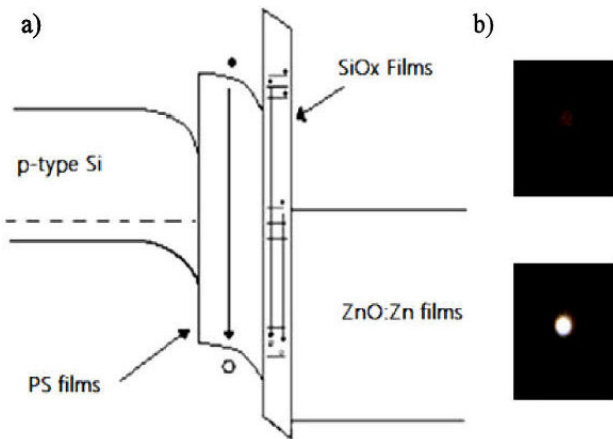 a)
b)
SiOx Films
p-type Si
ZnO:Zn films
PS films